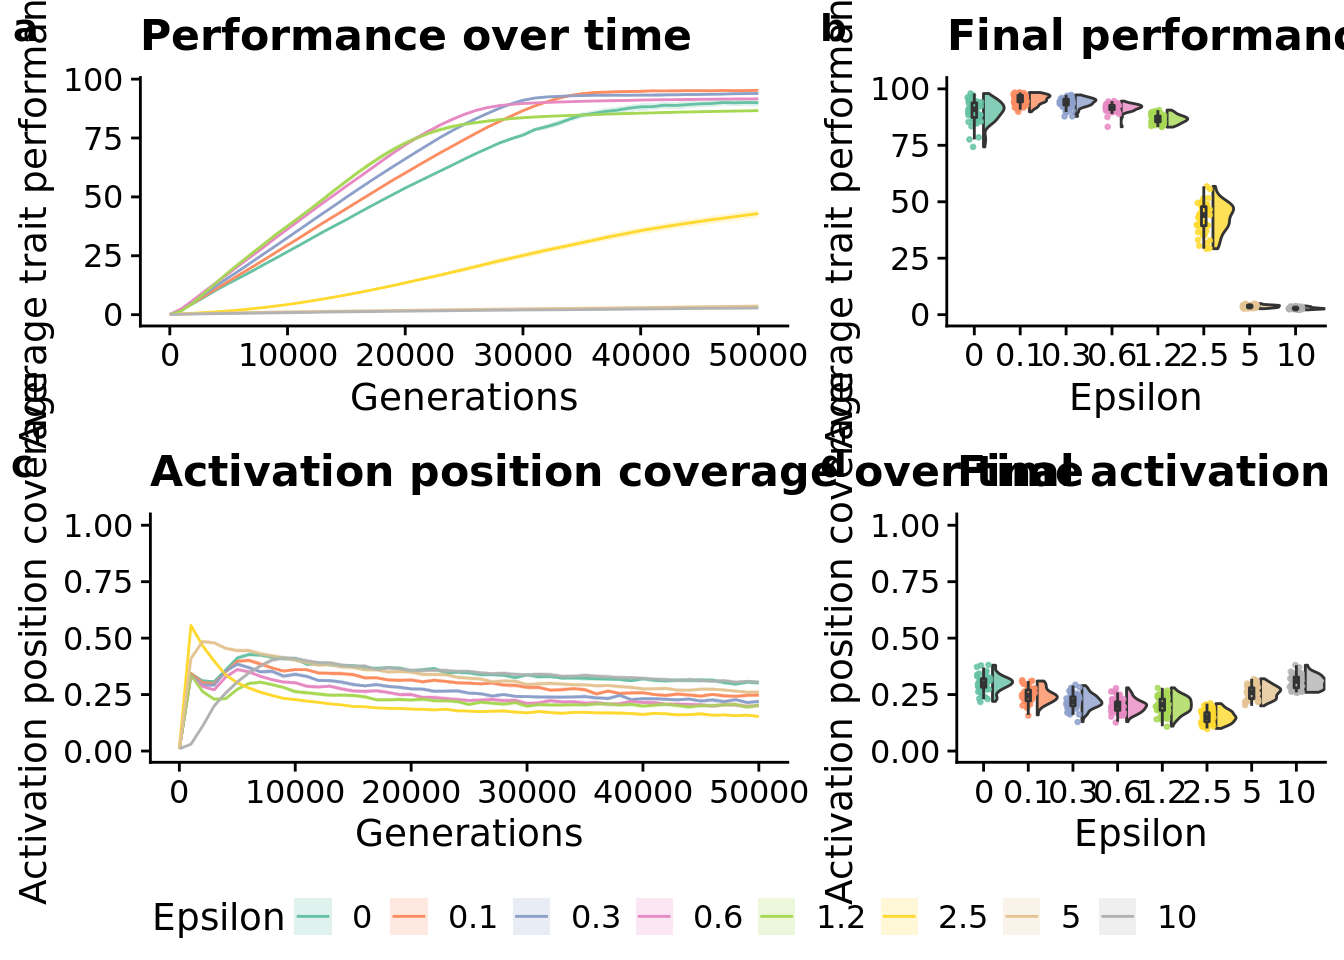 a
Performance over time
Average trait performan
100
75
50
25
0
0 10000 20000 30000 40000 50000
Generations
b
Final performanc
Average trait performan
100
75
50
25
0
0 0.1 0.3 0.6 1.2 2.5 5 10
Epsilon
c
Activation position coverage over time
Activation position coverage
1.00
0.75
0.50
0.25
0.00
0 10000 20000 30000 40000 50000
Generations
d
Final activation
Activation position coverage
1.00
0.75
0.50
0.25
0.00
0 0.1 0.3 0.6 1.2 2.5 5 10
Epsilon
Epsilon 0 0.1 0.3 0.6 1.2 2.5 5 10